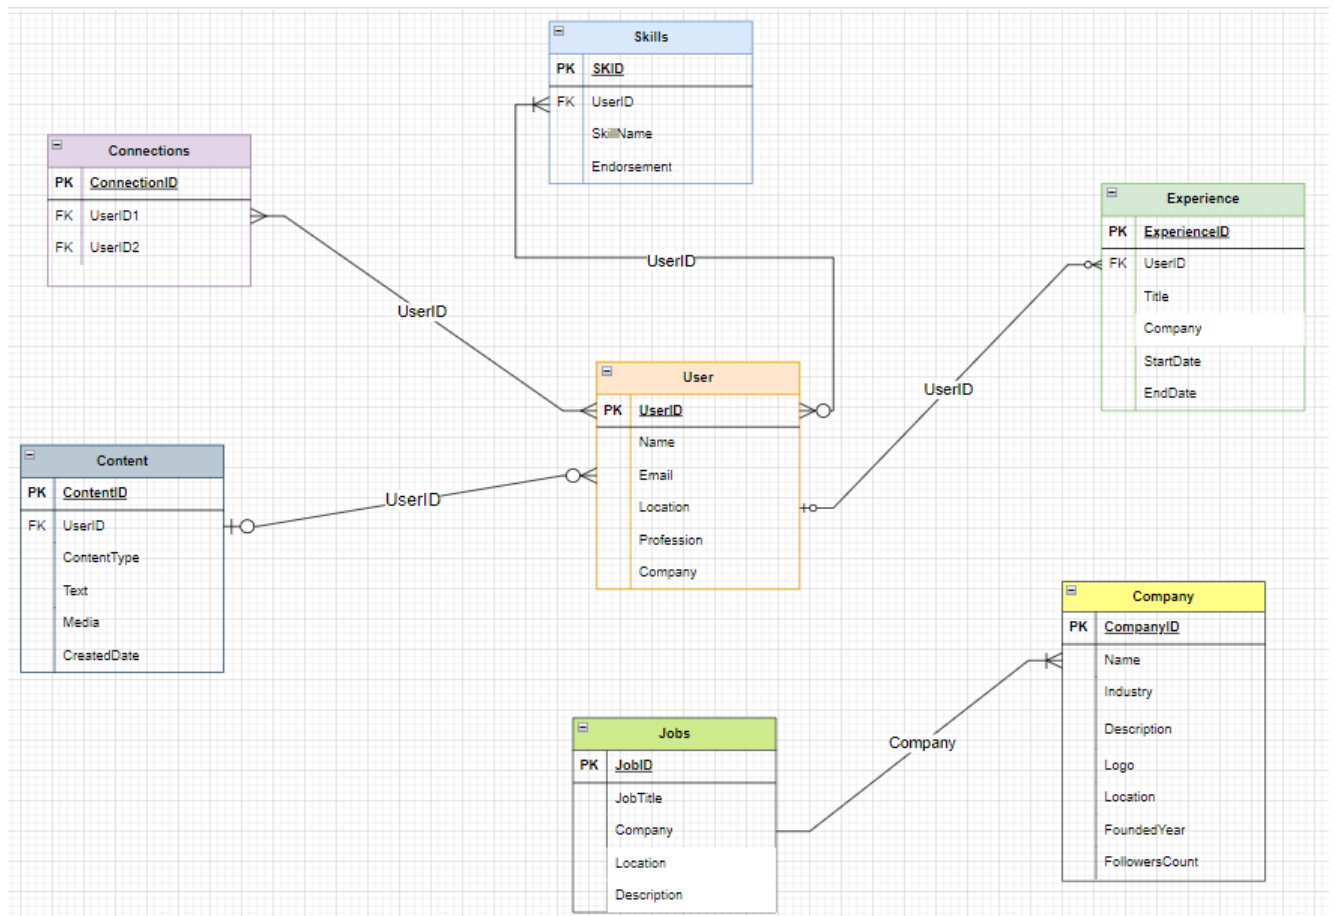 Skills
PK SKID
FK UserID
SkillName
Endorsement
Connections
PK ConnectionID
FK UserID1
FK UserID2
Experience
PK ExperienceID
FK UserID
Title
Company
StartDate
EndDate
UserID
UserID
UserID
User
PK UserID
Name
Email
Location
Profession
Company
Content
PK ContentID
FK UserID
ContentType
Text
Media
CreatedDate
UserID
Company
PK CompanyID
Name
Industry
Description
Logo
Location
FoundedYear
FollowersCount
Jobs
PK JobID
JobTitle
Company
Location
Description
Company